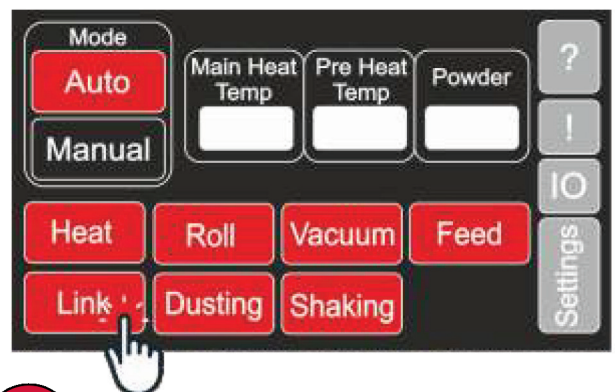 Mode
Auto
Manual
Main Heat Temp
Pre Heat Temp
Powder
?
!
IO
Settings
Heat
Roll
Vacuum
Feed
Link
Dusting
Shaking